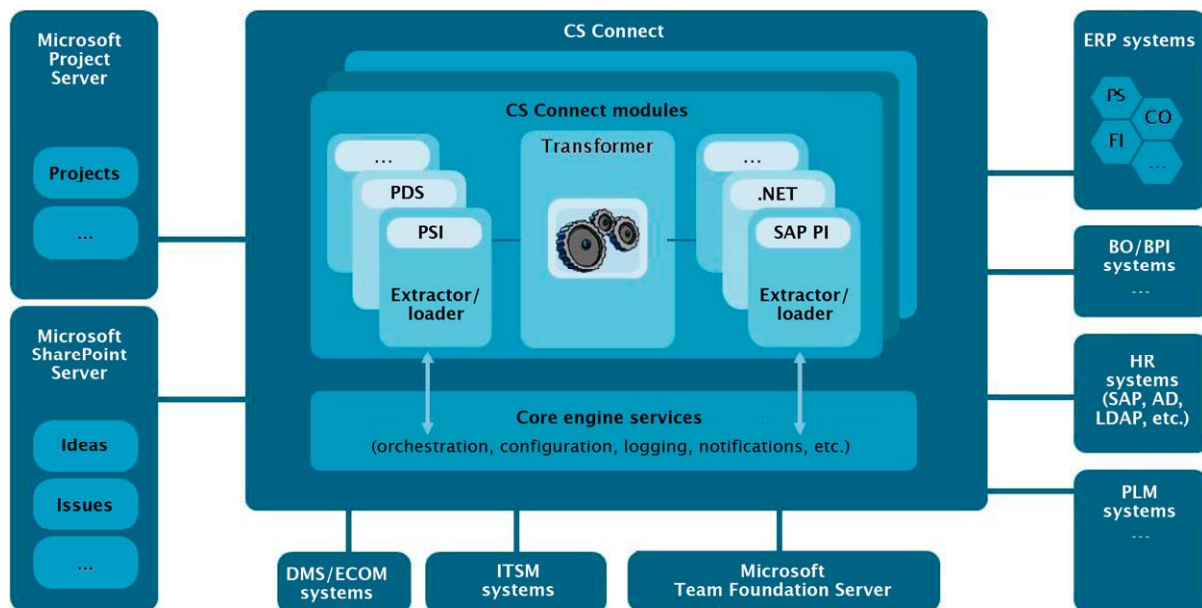 Microsoft
Project
Server
Projects
...
Microsoft
SharePoint
Server
Ideas
Issues
...
CS Connect
CS Connect modules
...
PDS
PSI
Extractor/
loader
Transformer
...
.NET
SAP PI
Extractor/
loader
Core engine services
(orchestration, configuration, logging, notifications, etc.)
DMS/ECOM
systems
ITSM
systems
Microsoft
Team Foundation Server
ERP systems
PS
CO
FI
...
BO/BPI
systems
...
HR
systems
(SAP, AD,
LDAP, etc.)
PLM
systems
...